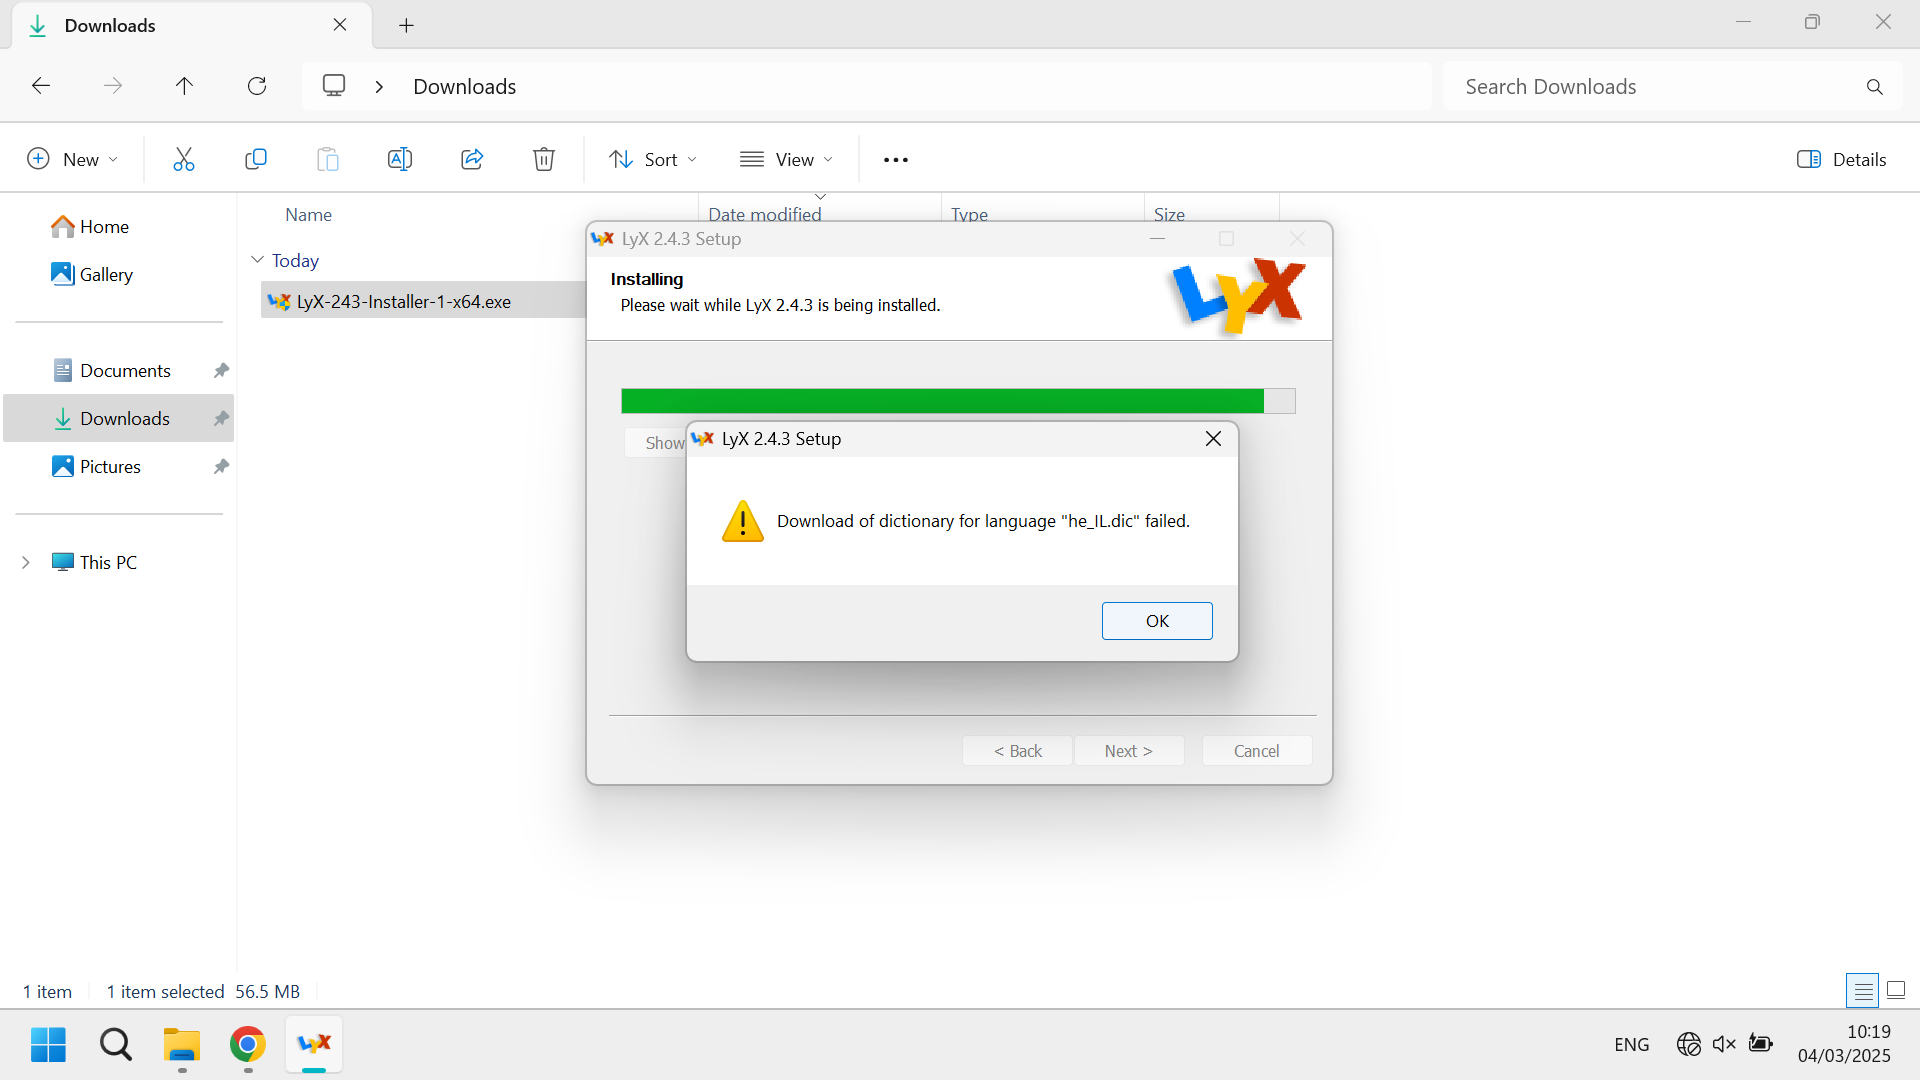 Downloads
Downloads
Search Downloads
New
Sort
View
Details
Home
Gallery
Documents
Downloads
Pictures
This PC
Name
Date modified
Type
Size
Today
LyX-243-Installer-1-x64.exe
LyX 2.4.3 Setup
Installing
Please wait while LyX 2.4.3 is being installed.
LyX
Show
LyX 2.4.3 Setup
Download of dictionary for language "he_IL.dic" failed.
OK
< Back
Next >
Cancel
1 item
1 item selected
56.5 MB
ENG
10:19
04/03/2025